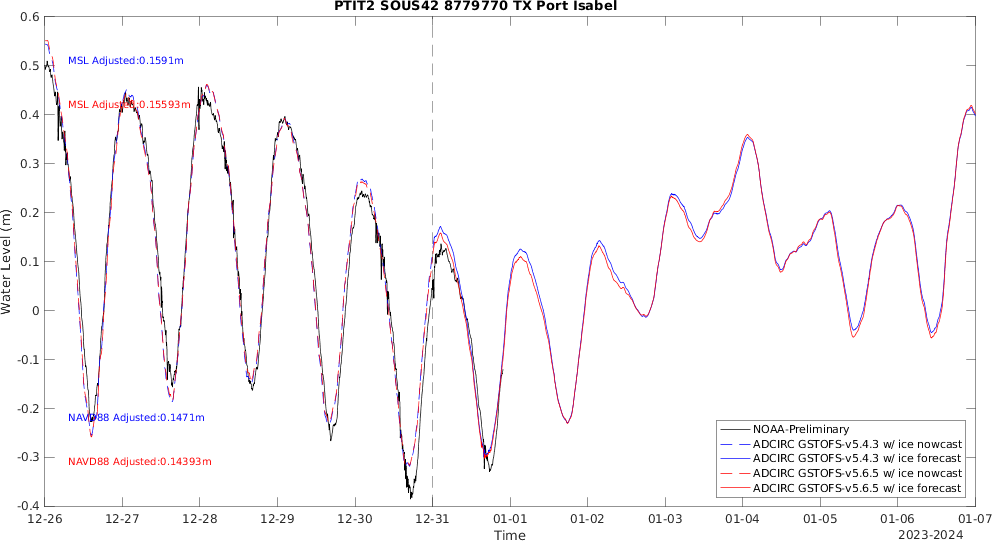 PTIT2 SOUS42 8779770 TX Port Isabel
0.6
0.5
0.4
0.3
0.2
0.1
0
-0.1
-0.2
-0.3
-0.4
Water Level (m)
MSL Adjusted:0.1591m
MSL Adjusted:0.15593m
NAVD88 Adjusted:0.1471m
NAVD88 Adjusted:0.14393m
NOAA-Preliminary
ADCIRC GSTOFS-v5.4.3 w/ ice nowcast
ADCIRC GSTOFS-v5.4.3 w/ ice forecast
ADCIRC GSTOFS-v5.6.5 w/ ice nowcast
ADCIRC GSTOFS-v5.6.5 w/ ice forecast
12-26 12-27 12-28 12-29 12-30 12-31 01-01 01-02 01-03 01-04 01-05 01-06 01-07
Time
2023-2024